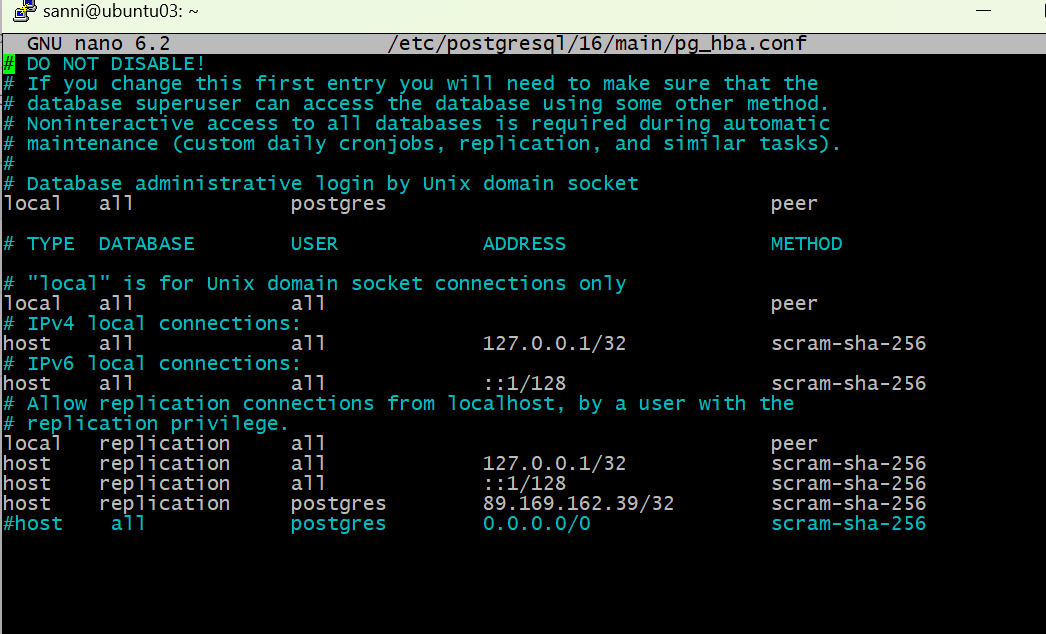 sanni@ubuntu03: ~
GNU nano 6.2 /etc/postgresql/16/main/pg_hba.conf
# DO NOT DISABLE!
# If you change this first entry you will need to make sure that the
# database superuser can access the database using some other method.
# Noninteractive access to all databases is required during automatic
# maintenance (custom daily cronjobs, replication, and similar tasks).
#
# Database administrative login by Unix domain socket
local   all             postgres                                peer
# TYPE  DATABASE        USER            ADDRESS                 METHOD
# "local" is for Unix domain socket connections only
local   all             all                                     peer
# IPv4 local connections:
host    all             all             127.0.0.1/32            scram-sha-256
# IPv6 local connections:
host    all             all             ::1/128                 scram-sha-256
# Allow replication connections from localhost, by a user with the
# replication privilege.
local   replication     all                                     peer
host    replication     all             127.0.0.1/32            scram-sha-256
host    replication     all             ::1/128                 scram-sha-256
host    replication     postgres        89.169.162.39/32        scram-sha-256
#host    all            postgres        0.0.0.0/0               scram-sha-256